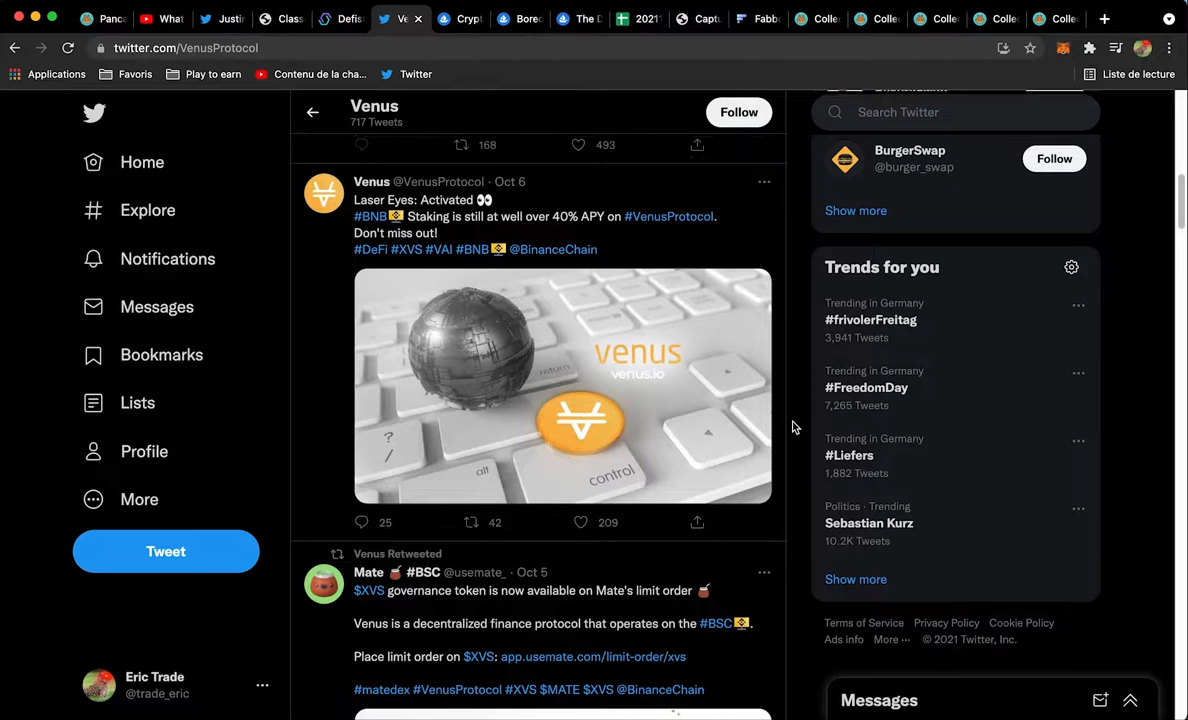 Panca
What
Justin
Class
Defis
Ve
Crypt
Bored
The D
2021
Captu
Fabbe
Collec
Collec
Collec
Collec
Collec
twitter.com/VenusProtocol
Applications
Favoris
Play to earn
Contenu de la cha...
Twitter
Liste de lecture
Home
Explore
Notifications
Messages
Bookmarks
Lists
Profile
More
Tweet
Eric Trade
@trade_eric
Venus
717 Tweets
Follow
168 493
Venus @VenusProtocol · Oct 6
Laser Eyes: Activated 👀
#BNB Staking is still at well over 40% APY on #VenusProtocol.
Don't miss out!
#DeFi #XVS #VAI #BNB @BinanceChain
venus
venus.io
return
?
/
alt
control
25 42 209
Venus Retweeted
Mate 🧉 #BSC @usemate_ · Oct 5
$XVS governance token is now available on Mate's limit order 🧉
Venus is a decentralized finance protocol that operates on the #BSC.
Place limit order on $XVS: app.usemate.com/limit-order/xvs
#matedex #VenusProtocol #XVS $MATE $XVS @BinanceChain
Search Twitter
BurgerSwap
@burger_swap
Follow
Show more
Trends for you
Trending in Germany
#frivolerFreitag
3,941 Tweets
Trending in Germany
#FreedomDay
7,265 Tweets
Trending in Germany
#Liefers
1,882 Tweets
Politics · Trending
Sebastian Kurz
10.2K Tweets
Show more
Terms of Service Privacy Policy Cookie Policy
Ads info More ··· © 2021 Twitter, Inc.
Messages